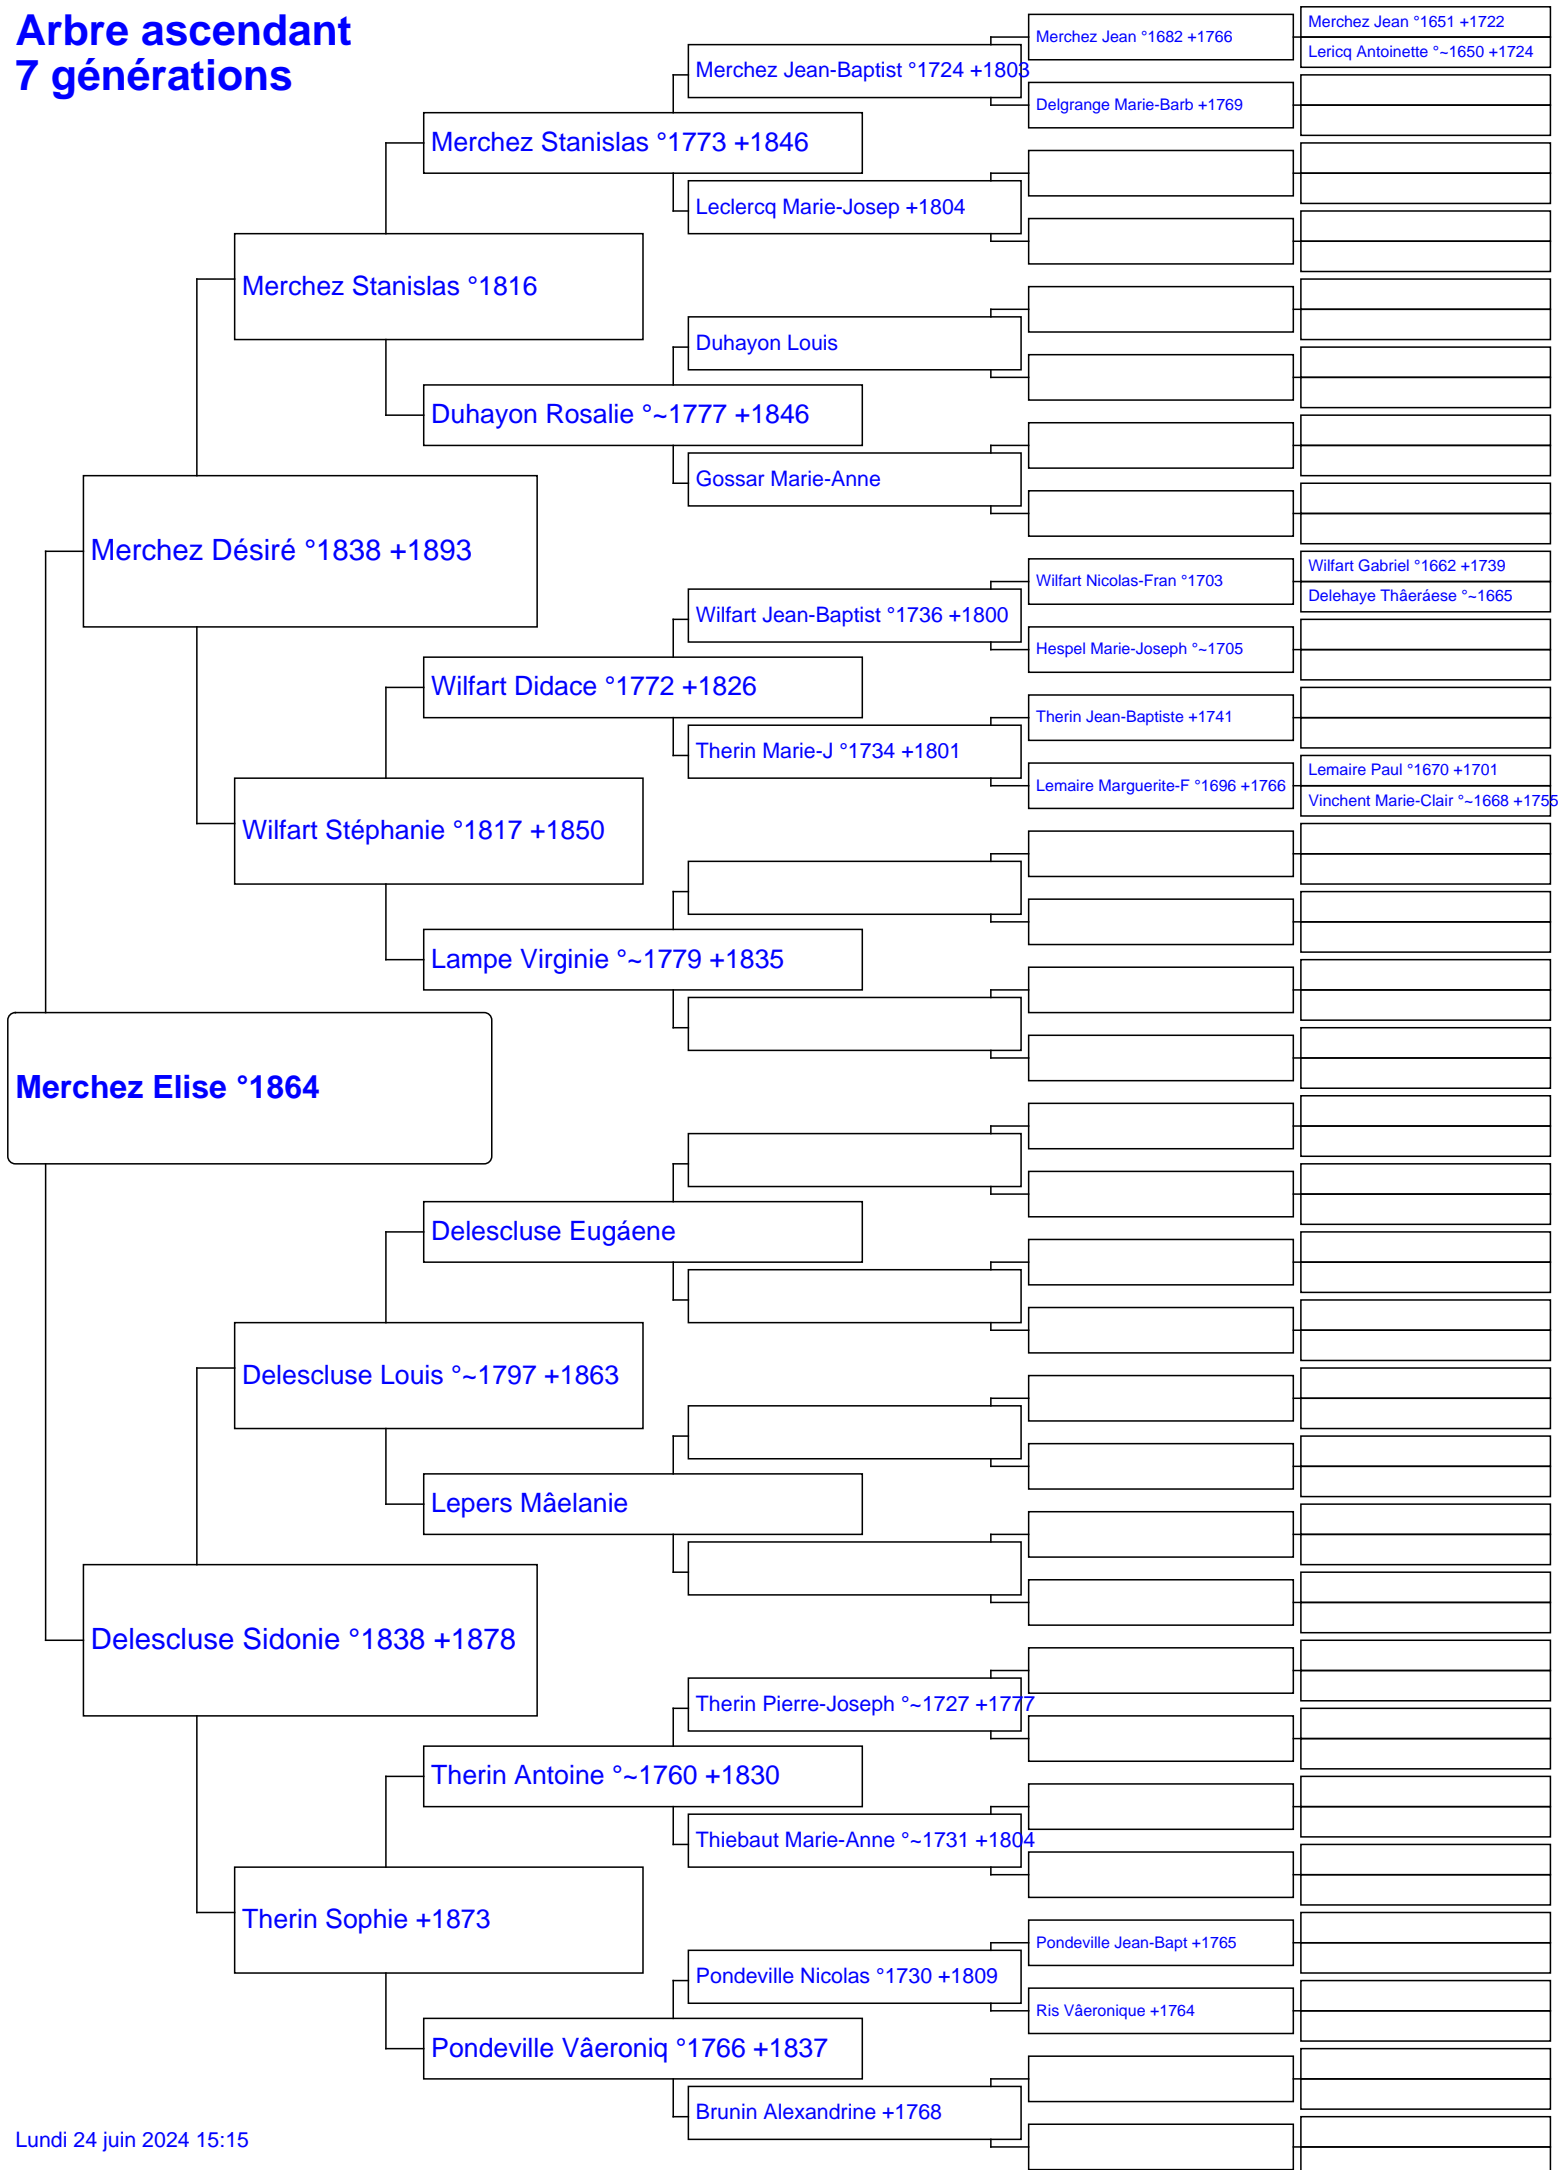 Arbre ascendant
7 générations
Merchez Jean °1651 +1722
Merchez Jean °1682 +1766
Lericq Antoinette °~1650 +1724
Merchez Jean-Baptist °1724 +1803
Delgrange Marie-Barb +1769
Merchez Stanislas °1773 +1846
Leclercq Marie-Josep +1804
Merchez Stanislas °1816
Duhayon Louis
Duhayon Rosalie °~1777 +1846
Gossar Marie-Anne
Merchez Désiré °1838 +1893
Wilfart Gabriel °1662 +1739
Wilfart Nicolas-Fran °1703
Delehaye Thâeráese °~1665
Wilfart Jean-Baptist °1736 +1800
Hespel Marie-Joseph °~1705
Wilfart Didace °1772 +1826
Therin Jean-Baptiste +1741
Therin Marie-J °1734 +1801
Lemaire Paul °1670 +1701
Lemaire Marguerite-F °1696 +1766
Vinchent Marie-Clair °~1668 +1755
Wilfart Stéphanie °1817 +1850
Lampe Virginie °~1779 +1835
Merchez Elise °1864
Delescluse Eugáene
Delescluse Louis °~1797 +1863
Lepers Mâelanie
Delescluse Sidonie °1838 +1878
Therin Pierre-Joseph °~1727 +1777
Therin Antoine °~1760 +1830
Thiebaut Marie-Anne °~1731 +1804
Therin Sophie +1873
Pondeville Jean-Bapt +1765
Pondeville Nicolas °1730 +1809
Ris Vâeronique +1764
Pondeville Vâeroniq °1766 +1837
Brunin Alexandrine +1768
Lundi 24 juin 2024 15:15